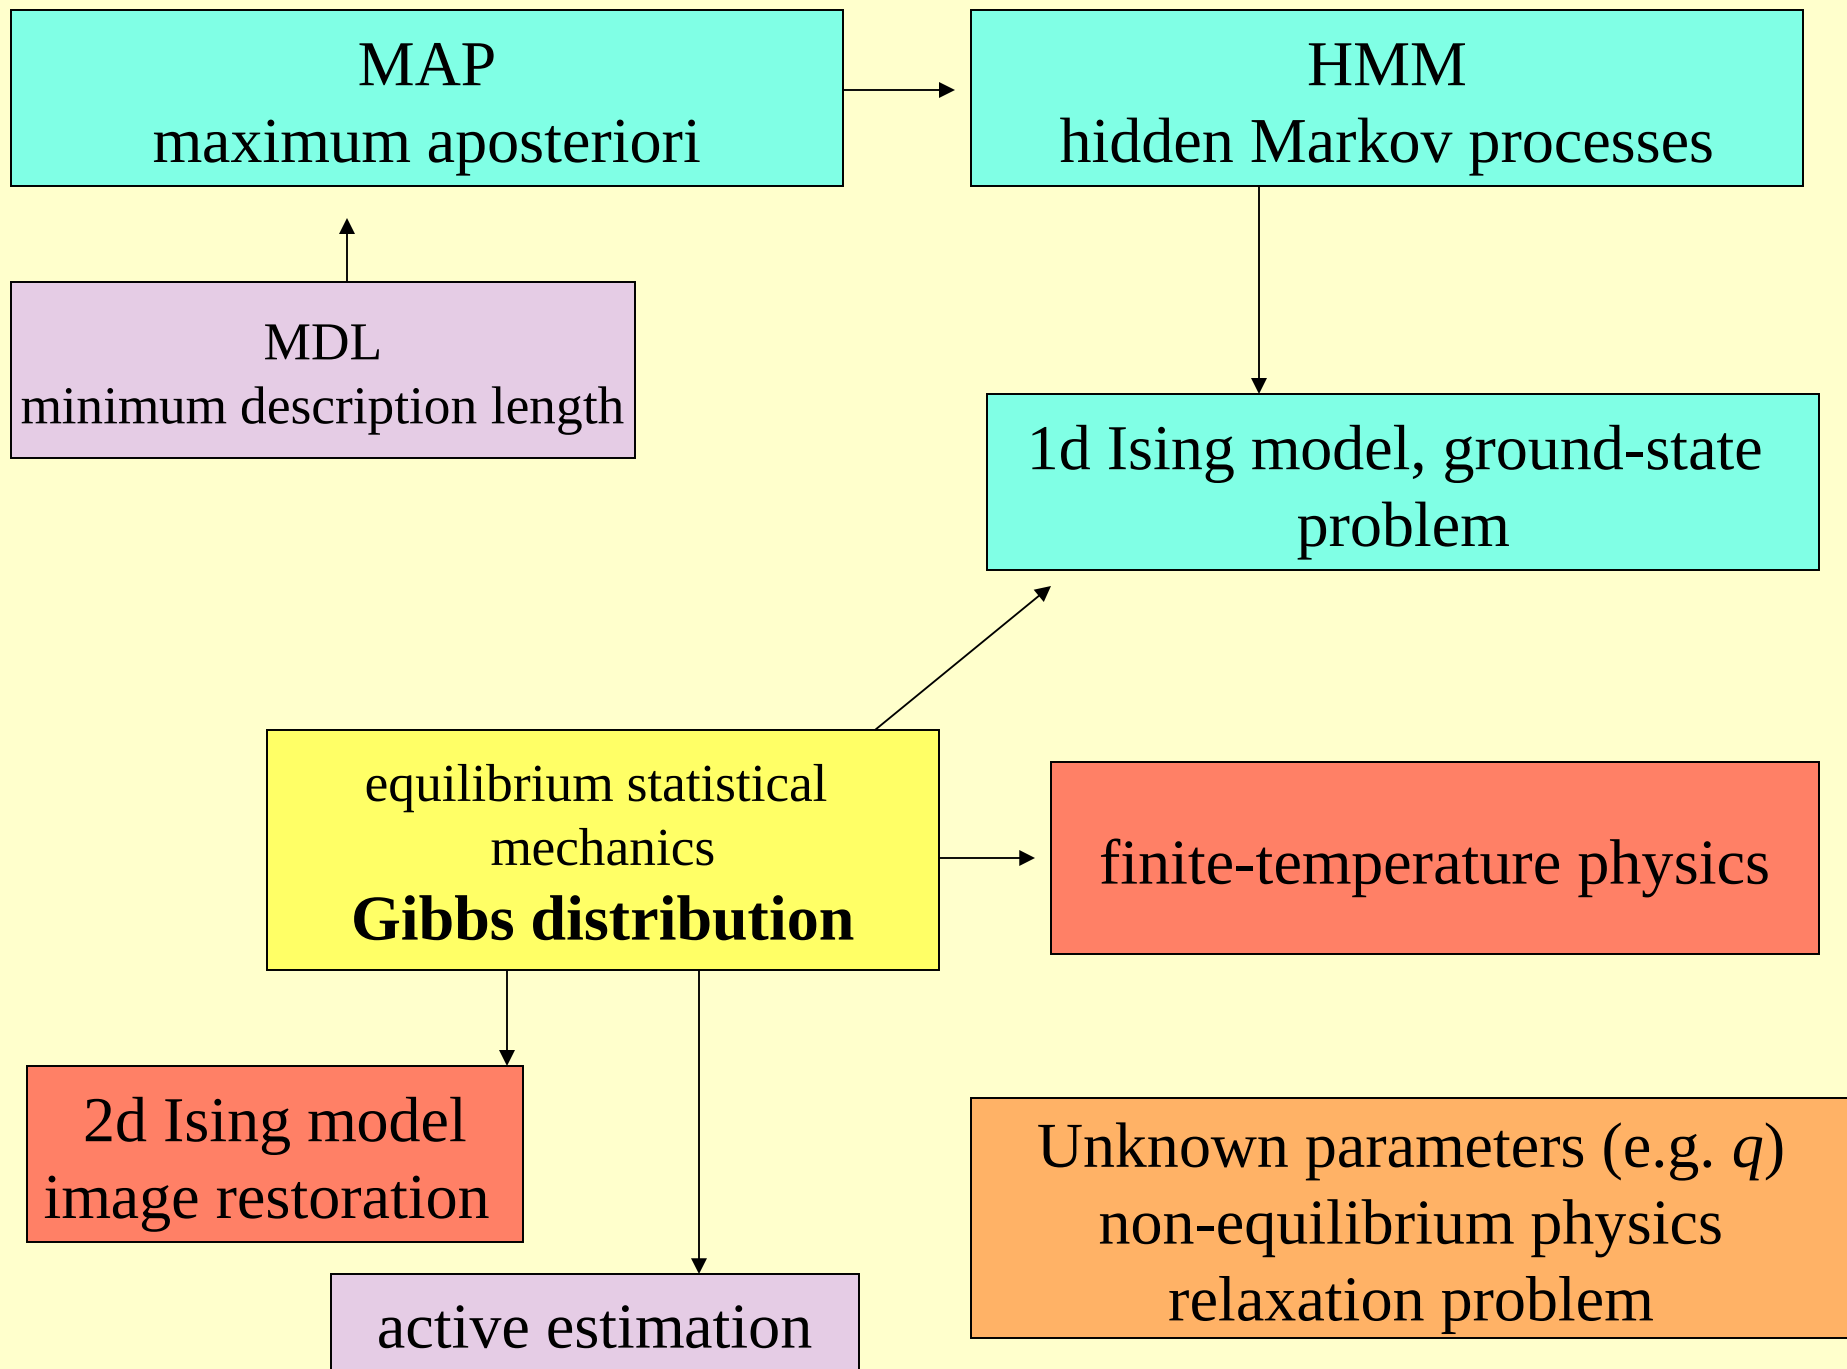 MAP
maximum aposteriori
HMM
hidden Markov processes
MDL
minimum description length
1d Ising model, ground-state
problem
equilibrium statistical
mechanics
Gibbs distribution
finite-temperature physics
2d Ising model
image restoration
Unknown parameters (e.g. q)
non-equilibrium physics
relaxation problem
active estimation